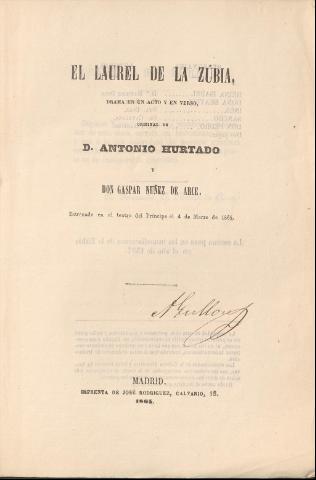 EL LAUREL DE LA ZUBIA,
DRAMA EN UN ACTO Y EN VERSO,
ORIGINAL DE
D. ANTONIO HURTADO
Y
DON GASPAR NUÑEZ DE ARCE.
Estrenado en el teatro del Príncipe el 4 de Marzo de 1865.
MADRID.
IMPRENTA DE JOSÉ RODRIGUEZ, CALVARIO, 18.
1865.